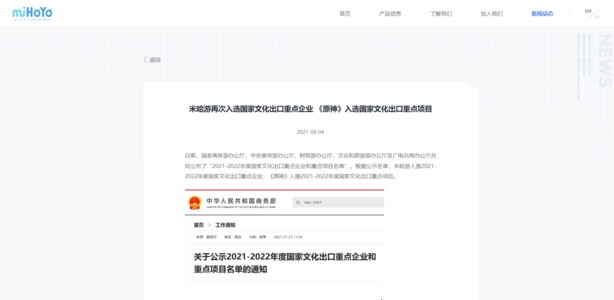 miHoYo
首页 产品信息 了解我们 加入我们 新闻动态 CH
EN
NEWS
返回
米哈游再次入选国家文化出口重点企业 《原神》入选国家文化出口重点项目
2021-08-04
日前，国家商务部办公厅、中央宣传部办公厅、财政部办公厅、文化和旅游部办公厅及广电总局办公厅共
同公布了“2021-2022年度国家文化出口重点企业和重点项目名单”。根据公示名单，米哈游入围2021-
2022年度国家文化出口重点企业，《原神》入围2021-2022年度国家文化出口重点项目。
中华人民共和国商务部
首页 > 工作通知
2021-07-27 11:03
关于公示2021-2022年度国家文化出口重点企业和
重点项目名单的通知